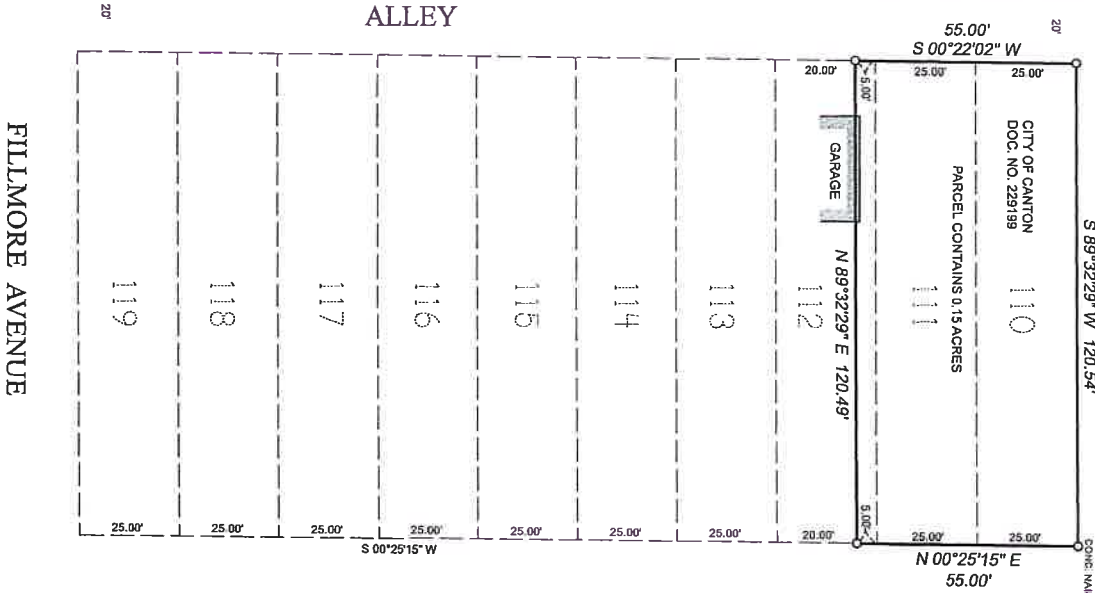 20'
ALLEY
20'
55.00'
S 00°22'02" W
20.00'
5.00'
25.00'
25.00'
CITY OF CANTON
DOC. NO. 229199
PARCEL CONTAINS 0.15 ACRES
GARAGE
S 89°32'29" W 120.54'
N 89°32'29" E 120.49'
FILLMORE AVENUE
119
118
117
116
115
114
113
112
111
110
25.00'
25.00'
25.00'
25.00'
25.00'
25.00'
25.00'
20.00'
5.00'
25.00'
25.00'
S 00°25'15" W
N 00°25'15" E
55.00'
CONC.